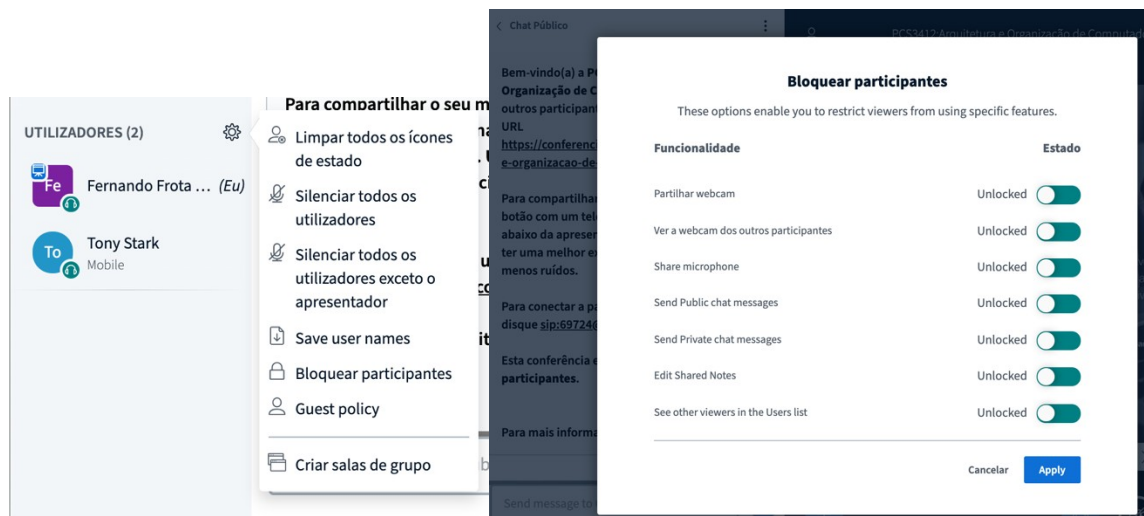 UTILIZADORES (2)
Fe
Fernando Frota ... (Eu)
To
Tony Stark
Mobile
Para compartilhar o seu m
Limpar todos os ícones
de estado
Silenciar todos os
utilizadores
Silenciar todos os
utilizadores exceto o
apresentador
Save user names
Bloquear participantes
Guest policy
Criar salas de grupo
Chat Público
PCS3412:Arquitetura e Organização de Computad
Bem-vindo(a) a P
Organização de C
outros participan
URL
https://conferenc
e-organizacao-de-
Para compartilha
botão com um tel
abaixo da apresen
ter uma melhor ex
menos ruídos.
Para conectar a pa
disque sip:69724@
Esta conferência e
participantes.
Para mais informa
Send message to
Bloquear participantes
These options enable you to restrict viewers from using specific features.
Funcionalidade Estado
Partilhar webcam Unlocked
Ver a webcam dos outros participantes Unlocked
Share microphone Unlocked
Send Public chat messages Unlocked
Send Private chat messages Unlocked
Edit Shared Notes Unlocked
See other viewers in the Users list Unlocked
Cancelar Apply